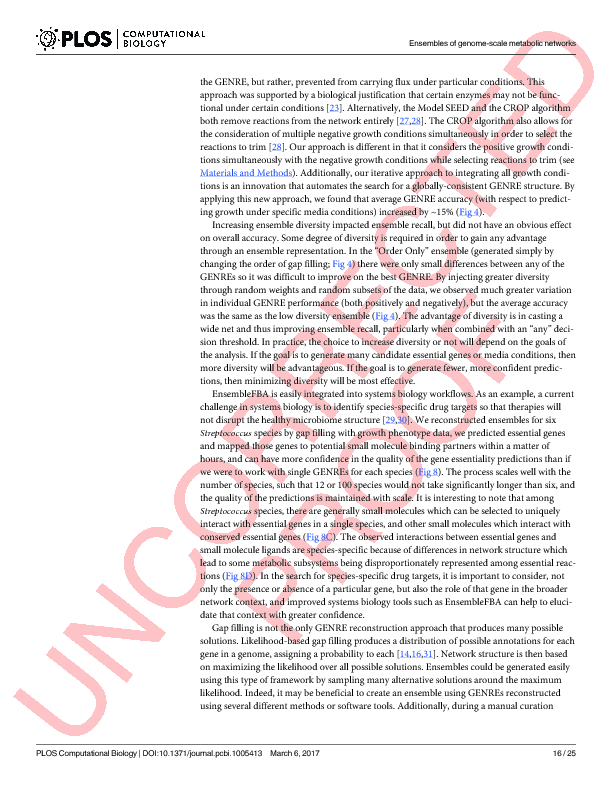 PLOS | COMPUTATIONAL
BIOLOGY
Ensembles of genome-scale metabolic networks
the GENRE, but rather, prevented from carrying flux under particular conditions. This
approach was supported by a biological justification that certain enzymes may not be func-
tional under certain conditions [23]. Alternatively, the Model SEED and the CROP algorithm
both remove reactions from the network entirely [27,28]. The CROP algorithm also allows for
the consideration of multiple negative growth conditions simultaneously in order to select the
reactions to trim [28]. Our approach is different in that it considers the positive growth condi-
tions simultaneously with the negative growth conditions while selecting reactions to trim (see
Materials and Methods). Additionally, our iterative approach to integrating all growth condi-
tions is an innovation that automates the search for a globally-consistent GENRE structure. By
applying this new approach, we found that average GENRE accuracy (with respect to predict-
ing growth under specific media conditions) increased by ~15% (Fig 4).
Increasing ensemble diversity impacted ensemble recall, but did not have an obvious effect
on overall accuracy. Some degree of diversity is required in order to gain any advantage
through an ensemble representation. In the “Order Only” ensemble (generated simply by
changing the order of gap filling; Fig 4) there were only small differences between any of the
GENREs so it was difficult to improve on the best GENRE. By injecting greater diversity
through random weights and random subsets of the data, we observed much greater variation
in individual GENRE performance (both positively and negatively), but the average accuracy
was the same as the low diversity ensemble (Fig 4). The advantage of diversity is in casting a
wide net and thus improving ensemble recall, particularly when combined with an “any” deci-
sion threshold. In practice, the choice to increase diversity or not will depend on the goals of
the analysis. If the goal is to generate many candidate essential genes or media conditions, then
more diversity will be advantageous. If the goal is to generate fewer, more confident predic-
tions, then minimizing diversity will be most effective.
EnsembleFBA is easily integrated into systems biology workflows. As an example, a current
challenge in systems biology is to identify species-specific drug targets so that therapies will
not disrupt the healthy microbiome structure [29,30]. We reconstructed ensembles for six
Streptococcus species by gap filling with growth phenotype data, we predicted essential genes
and mapped those genes to potential small molecule binding partners within a matter of
hours, and can have more confidence in the quality of the gene essentiality predictions than if
we were to work with single GENREs for each species (Fig 8). The process scales well with the
number of species, such that 12 or 100 species would not take significantly longer than six, and
the quality of the predictions is maintained with scale. It is interesting to note that among
Streptococcus species, there are generally small molecules which can be selected to uniquely
interact with essential genes in a single species, and other small molecules which interact with
conserved essential genes (Fig 8C). The observed interactions between essential genes and
small molecule ligands are species-specific because of differences in network structure which
lead to some metabolic subsystems being disproportionately represented among essential reac-
tions (Fig 8D). In the search for species-specific drug targets, it is important to consider, not
only the presence or absence of a particular gene, but also the role of that gene in the broader
network context, and improved systems biology tools such as EnsembleFBA can help to eluci-
date that context with greater confidence.
Gap filling is not the only GENRE reconstruction approach that produces many possible
solutions. Likelihood-based gap filling produces a distribution of possible annotations for each
gene in a genome, assigning a probability to each [14,16,31]. Network structure is then based
on maximizing the likelihood over all possible solutions. Ensembles could be generated easily
using this type of framework by sampling many alternative solutions around the maximum
likelihood. Indeed, it may be beneficial to create an ensemble using GENREs reconstructed
using several different methods or software tools. Additionally, during a manual curation
PLOS Computational Biology | DOI:10.1371/journal.pcbi.1005413 March 6, 2017
16 / 25
UNCORRECTED
PROOF